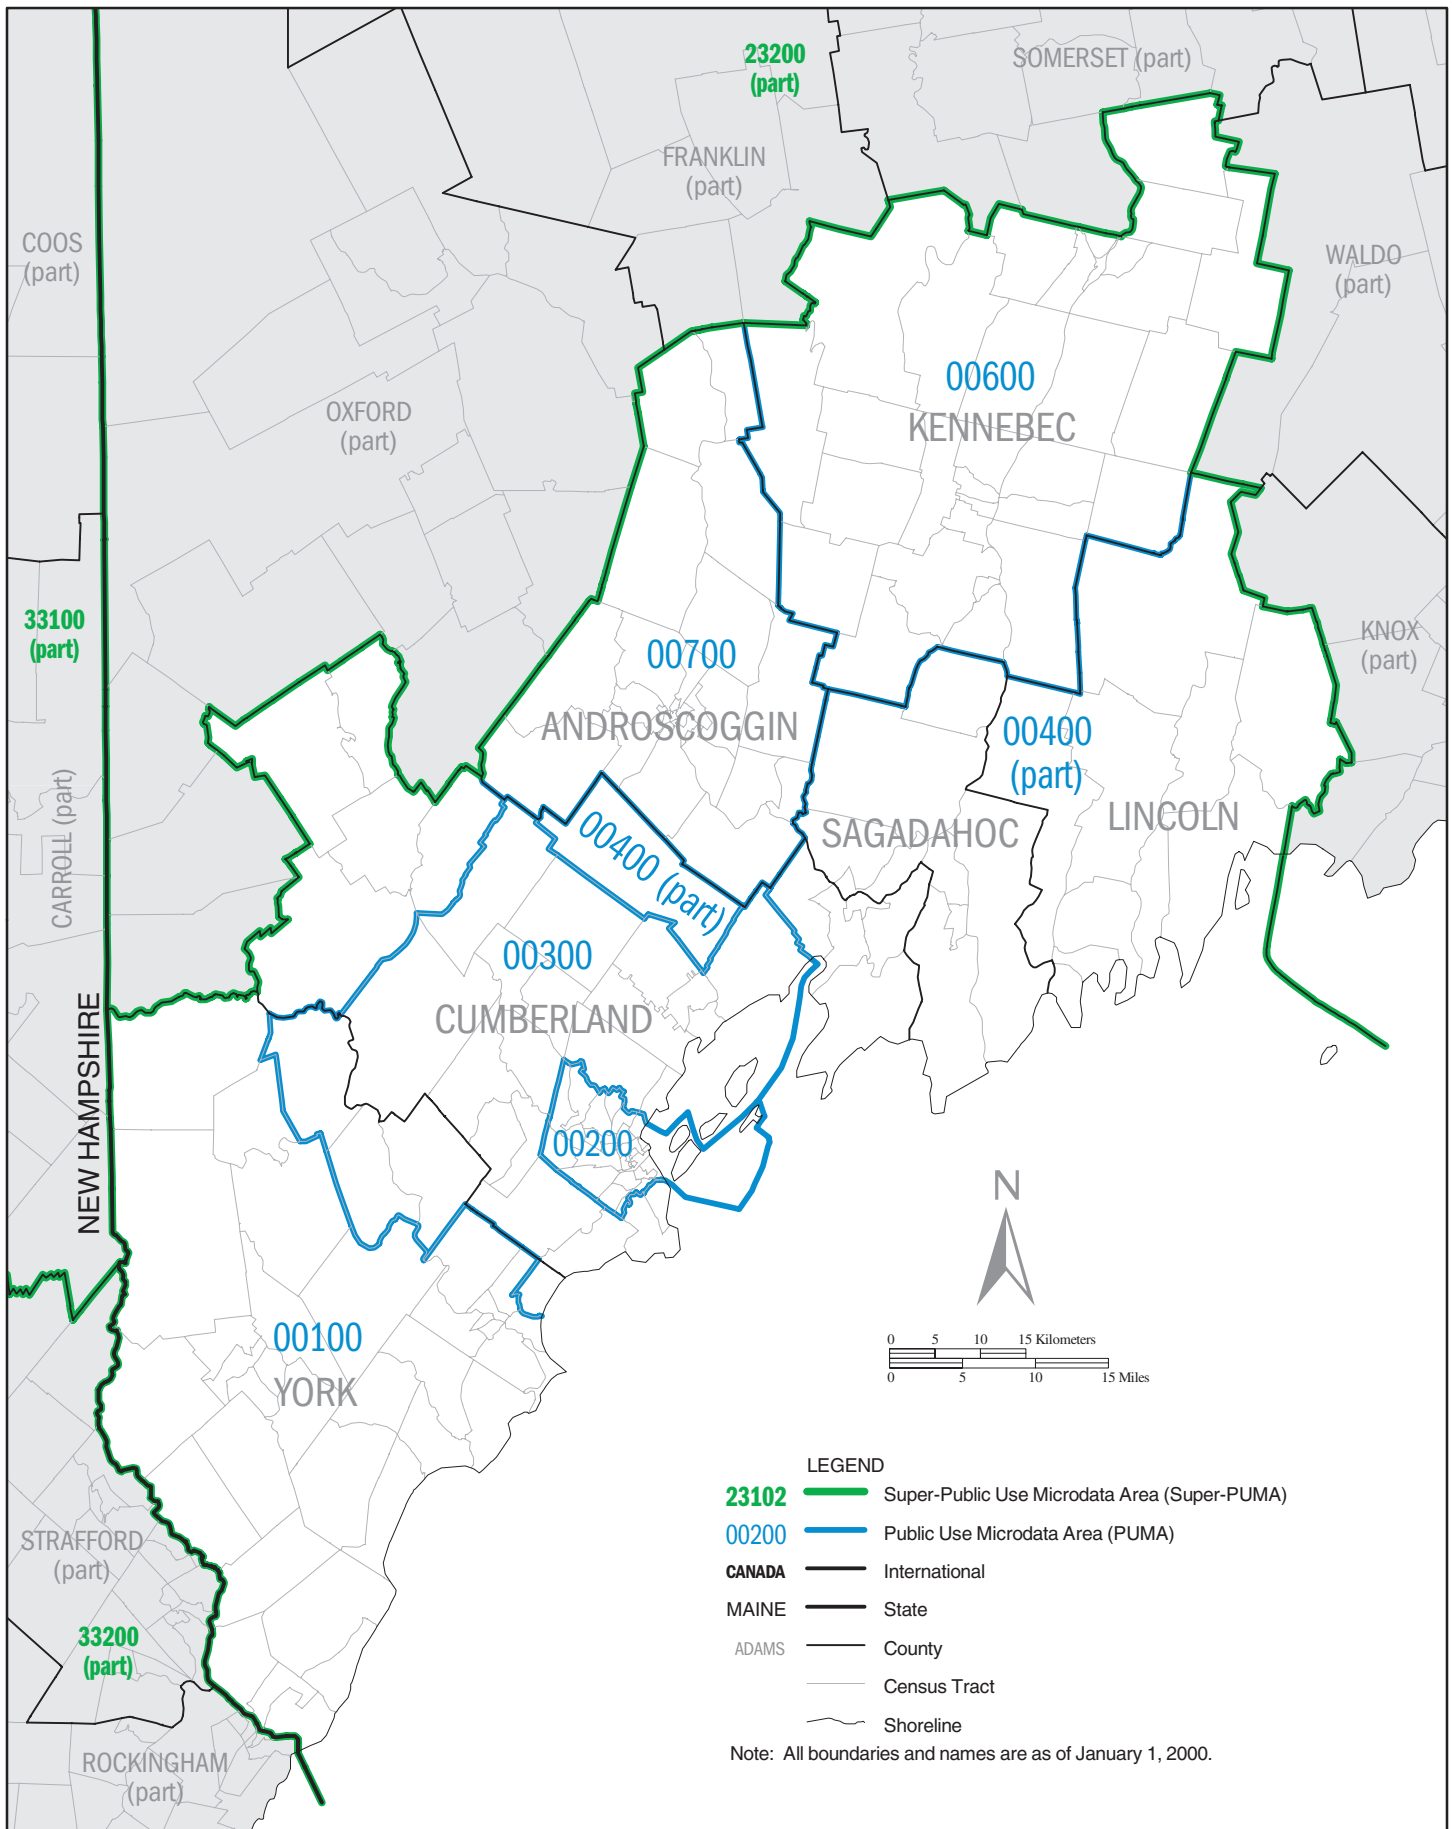 23200
(part)
SOMERSET (part)
FRANKLIN
(part)
COOS
(part)
WALDO
(part)
00600
KENNEBEC
OXFORD
(part)
33100
(part)
KNOX
(part)
00700
ANDROSCOGGIN
00400
(part)
LINCOLN
SAGADAHOC
00400 (part)
CARROLL (part)
00300
CUMBERLAND
NEW HAMPSHIRE
00200
N
00100
YORK
0 5 10 15 Kilometers
0 5 10 15 Miles
LEGEND
23102 Super-Public Use Microdata Area (Super-PUMA)
00200 Public Use Microdata Area (PUMA)
CANADA International
MAINE State
ADAMS County
Census Tract
Shoreline
Note: All boundaries and names are as of January 1, 2000.
STRAFFORD
(part)
33200
(part)
ROCKINGHAM
(part)